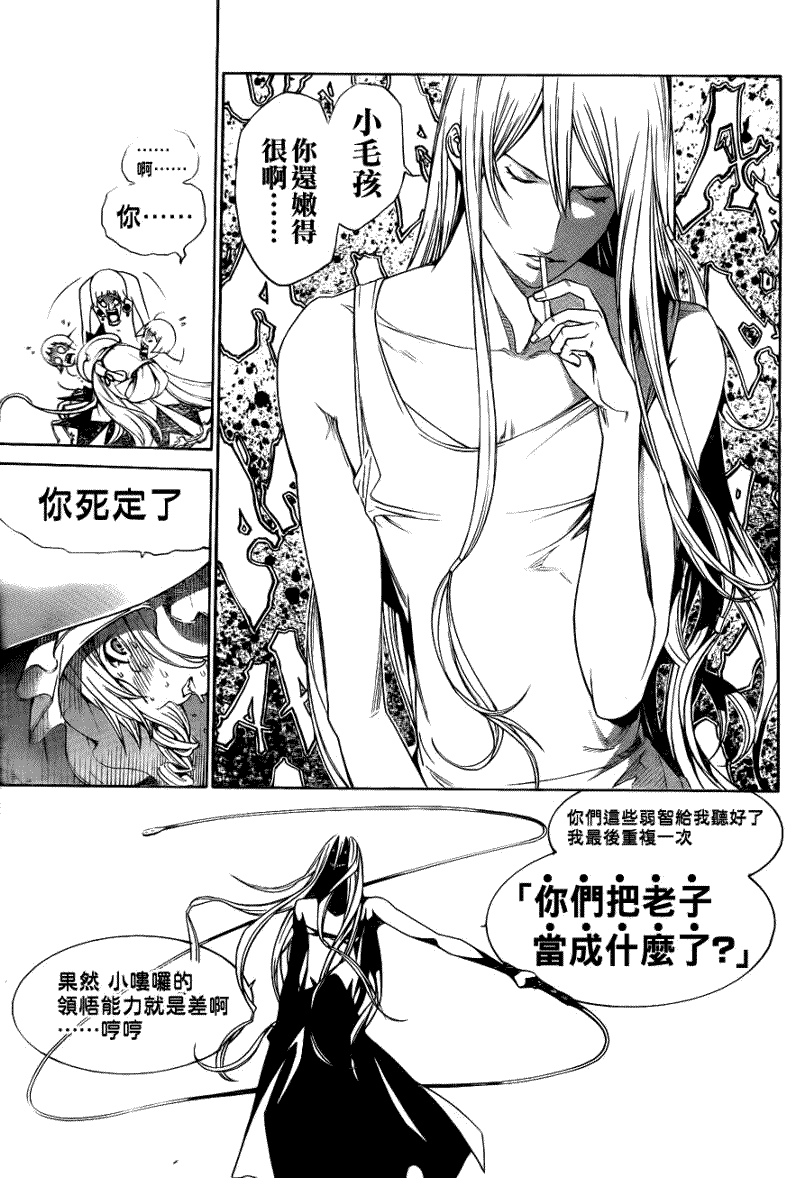 小毛孩
你還嫩得
很啊……
……
啊……
你……
你死定了
你們這些弱智給我聽好了
我最後重複一次
「你們把老子
當成什麼了?」
果然 小嘍囉的
領悟能力就是差啊
……哼哼